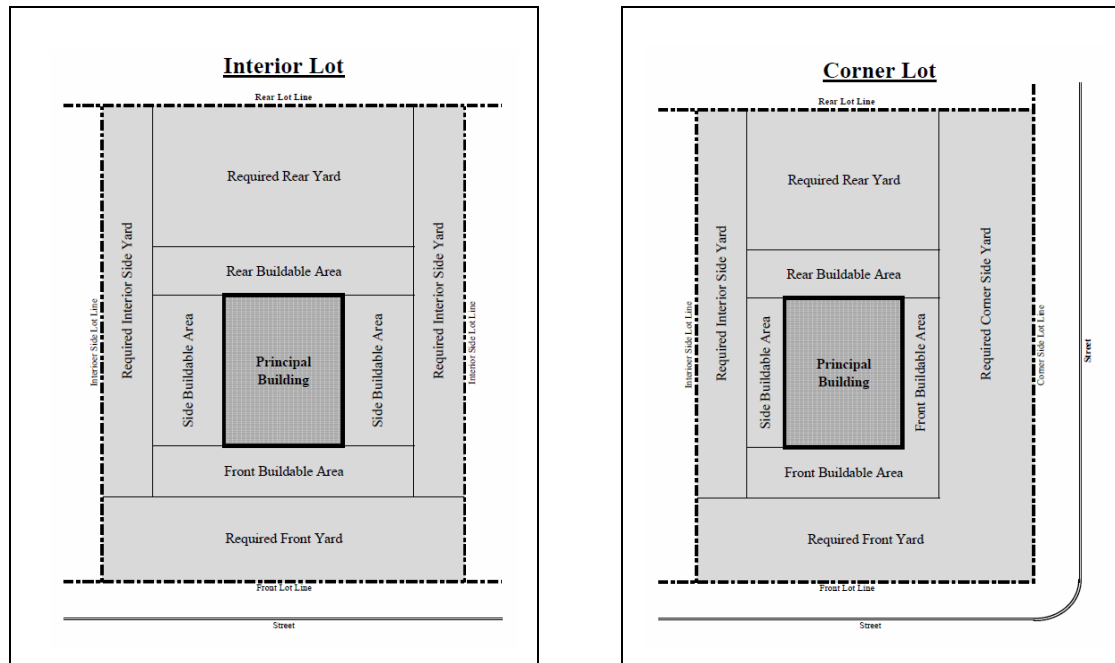 Interior Lot
Rear Lot Line
Required Rear Yard
Rear Buildable Area
Interioer Side Lot Line
Required Interior Side Yard
Side Buildable Area
Principal
Building
Side Buildable Area
Required Interior Side Yard
Interior Side Lot Line
Front Buildable Area
Required Front Yard
Front Lot Line
Street
Corner Lot
Rear Lot Line
Required Rear Yard
Rear Buildable Area
Interioer Side Lot Line
Required Interior Side Yard
Side Buildable Area
Principal
Building
Front Buildable Area
Required Corner Side Yard
Corner Side Lot Line
Street
Front Buildable Area
Required Front Yard
Front Lot Line
Street